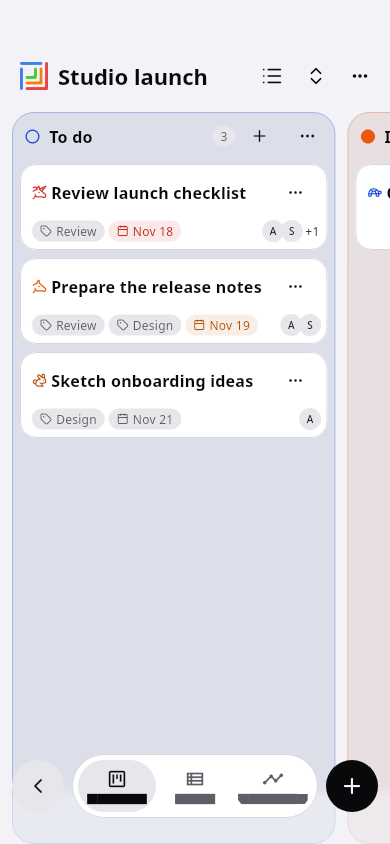 Studio launch
To do 3
Review launch checklist
Review Nov 18 A S +1
Prepare the release notes
Review Design Nov 19 A S
Sketch onboarding ideas
Design Nov 21 A